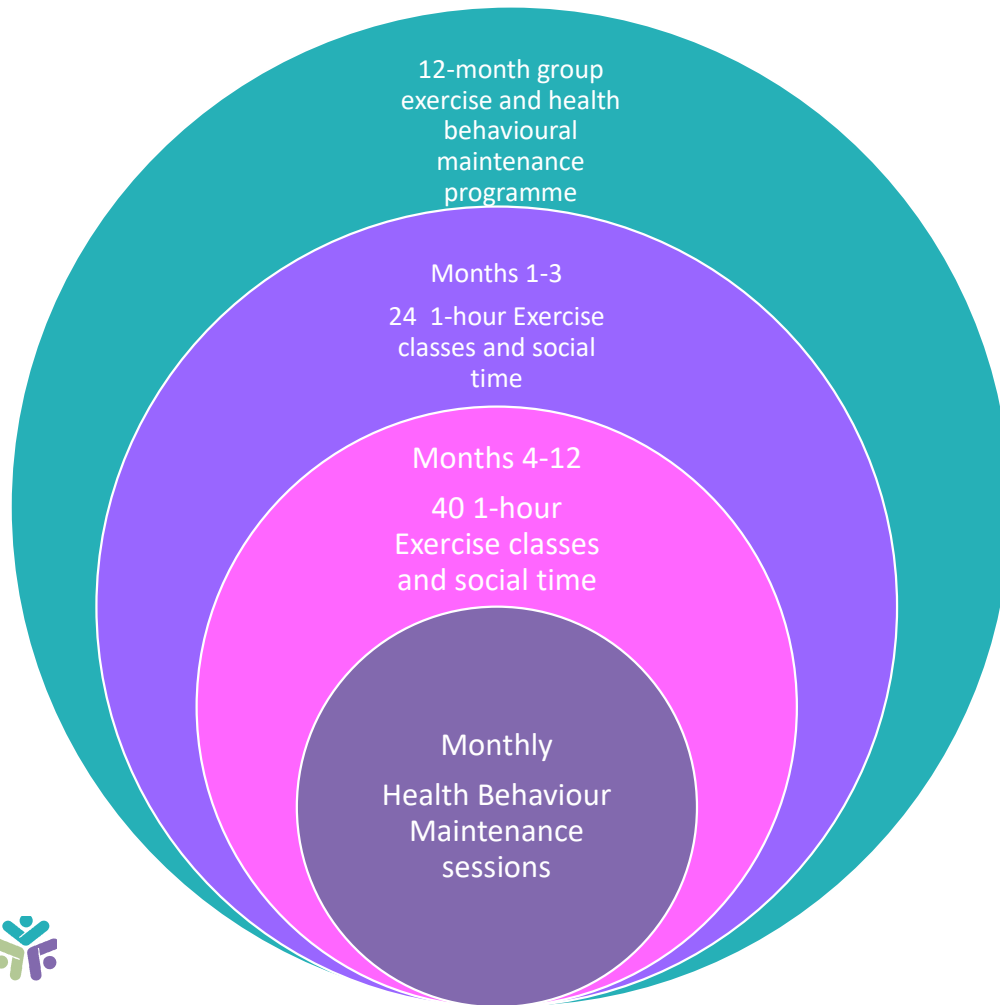 12-month group
exercise and health
behavioural
maintenance
programme
Months 1-3
24  1-hour Exercise
classes and social
time
Months 4-12
40 1-hour
Exercise classes
and social time
Monthly
Health Behaviour
Maintenance
sessions